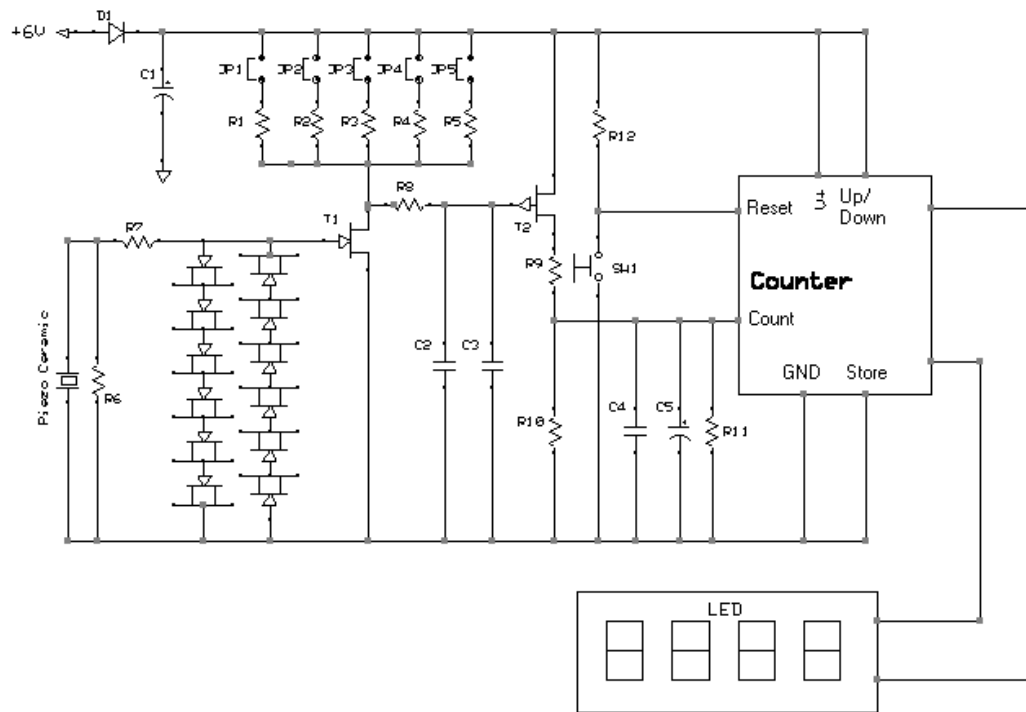 +6V
D1
C1
JP1
JP2
JP3
JP4
JP5
R1
R2
R3
R4
R5
R12
R8
T1
T2
R7
R9
SW1
Reset
Up/
Down
Counter
Count
GND
Store
Piezo Ceramic
R6
C2
C3
R10
C4
C5
R11
LED